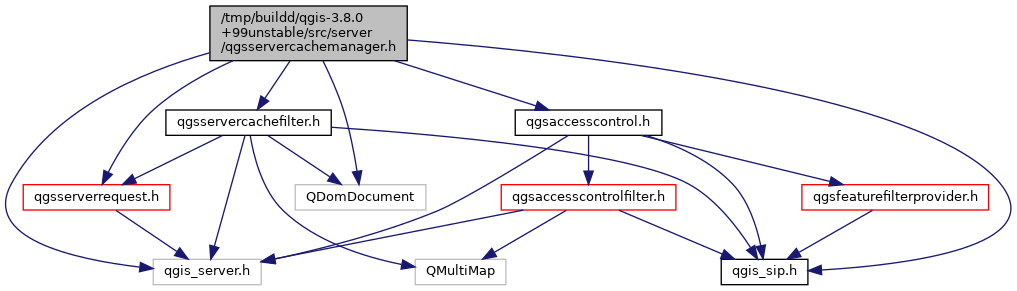 /tmp/buildd/qgis-3.8.0
+99unstable/src/server
/qgsservercachemanager.h
qgsservercachefilter.h
qgsaccesscontrol.h
qgsserverrequest.h
QDomDocument
qgsaccesscontrolfilter.h
qgsfeaturefilterprovider.h
qgis_server.h
QMultiMap
qgis_sip.h